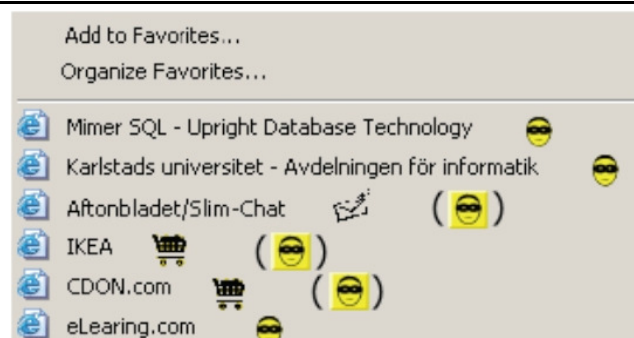 Add to Favorites...
Organize Favorites...
Mimer SQL - Upright Database Technology
Karlstads universitet - Avdelningen för informatik
Aftonbladet/Slim-Chat ( )
IKEA ( )
CDON.com ( )
eLearing.com